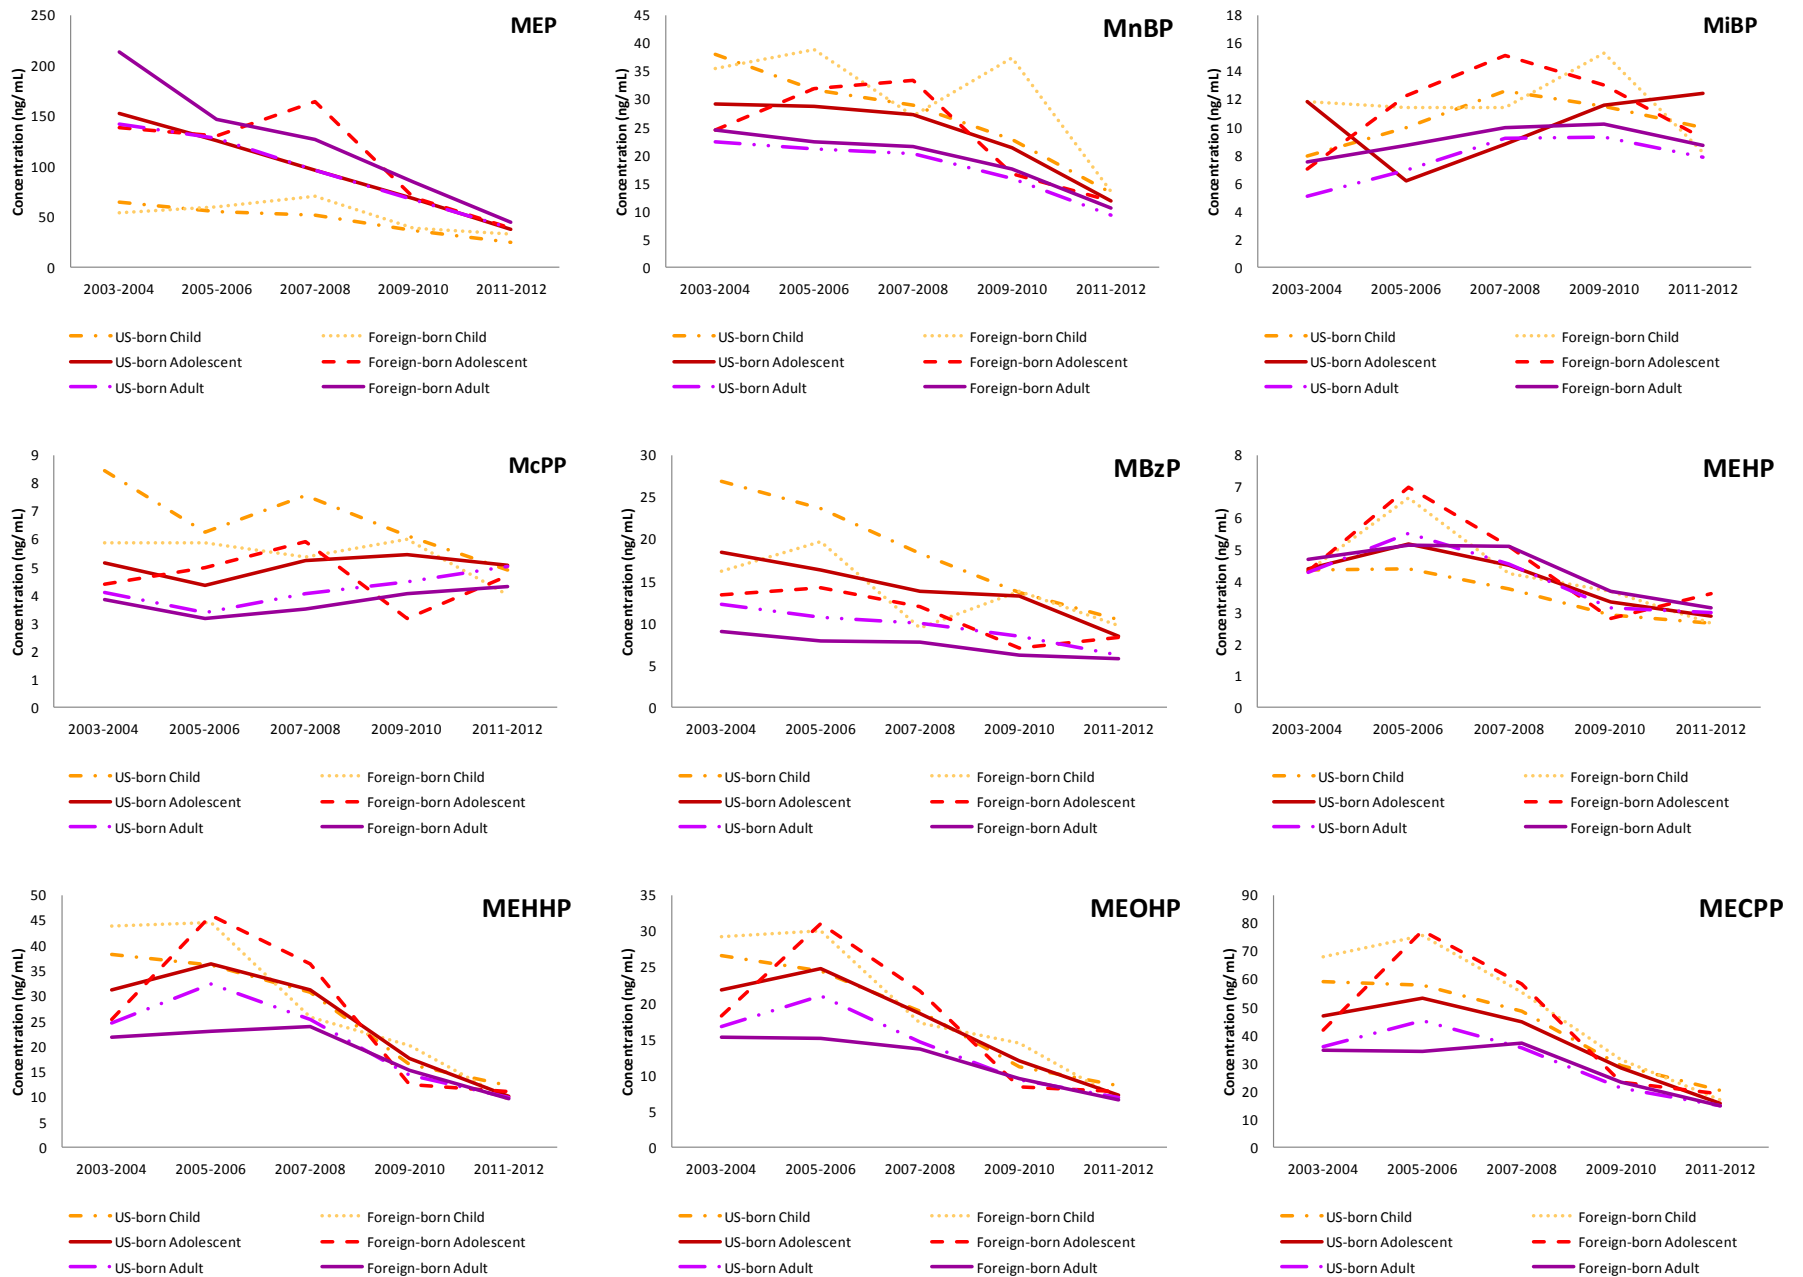 MEP
Concentration (ng/mL)
250
200
150
100
50
0
2003-2004 2005-2006 2007-2008 2009-2010 2011-2012
US-born Child Foreign-born Child
US-born Adolescent Foreign-born Adolescent
US-born Adult Foreign-born Adult
MnBP
Concentration (ng/mL)
45
40
35
30
25
20
15
10
5
0
2003-2004 2005-2006 2007-2008 2009-2010 2011-2012
US-born Child Foreign-born Child
US-born Adolescent Foreign-born Adolescent
US-born Adult Foreign-born Adult
MiBP
Concentration (ng/mL)
18
16
14
12
10
8
6
4
2
0
2003-2004 2005-2006 2007-2008 2009-2010 2011-2012
US-born Child Foreign-born Child
US-born Adolescent Foreign-born Adolescent
US-born Adult Foreign-born Adult
McPP
Concentration (ng/mL)
9
8
7
6
5
4
3
2
1
0
2003-2004 2005-2006 2007-2008 2009-2010 2011-2012
US-born Child Foreign-born Child
US-born Adolescent Foreign-born Adolescent
US-born Adult Foreign-born Adult
MBzP
Concentration (ng/mL)
30
25
20
15
10
5
0
2003-2004 2005-2006 2007-2008 2009-2010 2011-2012
US-born Child Foreign-born Child
US-born Adolescent Foreign-born Adolescent
US-born Adult Foreign-born Adult
MEHP
Concentration (ng/mL)
8
7
6
5
4
3
2
1
0
2003-2004 2005-2006 2007-2008 2009-2010 2011-2012
US-born Child Foreign-born Child
US-born Adolescent Foreign-born Adolescent
US-born Adult Foreign-born Adult
MEHHP
Concentration (ng/mL)
50
45
40
35
30
25
20
15
10
5
0
2003-2004 2005-2006 2007-2008 2009-2010 2011-2012
US-born Child Foreign-born Child
US-born Adolescent Foreign-born Adolescent
US-born Adult Foreign-born Adult
MEOHP
Concentration (ng/mL)
35
30
25
20
15
10
5
0
2003-2004 2005-2006 2007-2008 2009-2010 2011-2012
US-born Child Foreign-born Child
US-born Adolescent Foreign-born Adolescent
US-born Adult Foreign-born Adult
MECPP
Concentration (ng/mL)
90
80
70
60
50
40
30
20
10
0
2003-2004 2005-2006 2007-2008 2009-2010 2011-2012
US-born Child Foreign-born Child
US-born Adolescent Foreign-born Adolescent
US-born Adult Foreign-born Adult